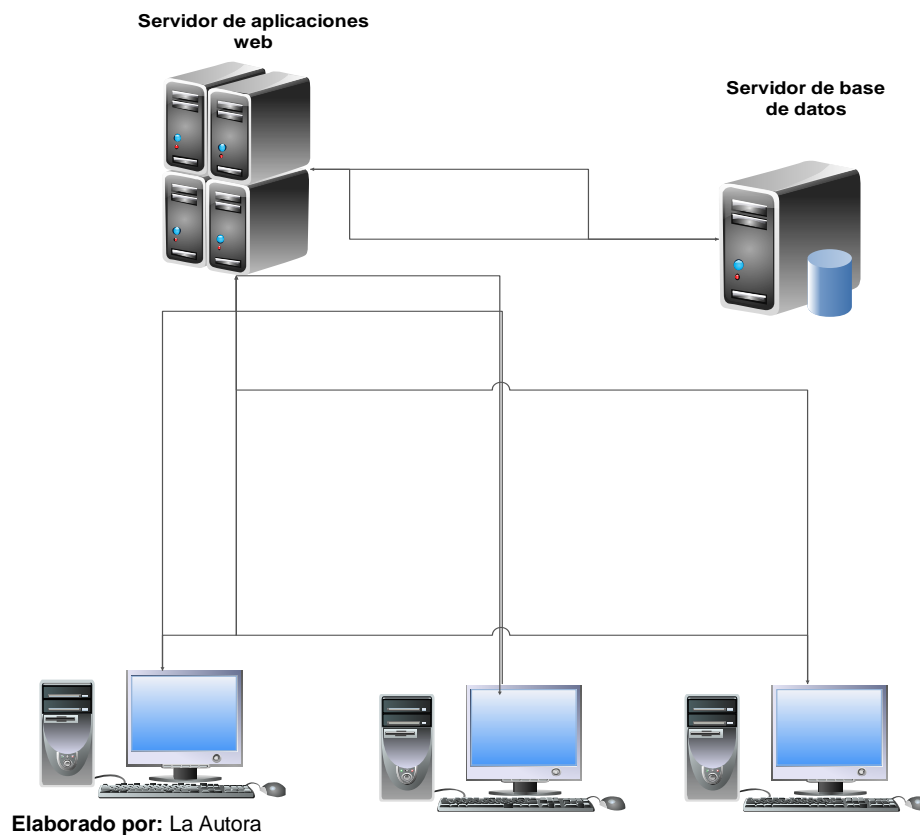 Servidor de aplicaciones
web
Servidor de base
de datos
Elaborado por: La Autora